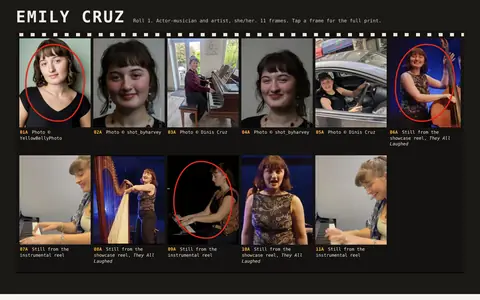 EMILY CRUZ
Roll 1. Actor-musician and artist, she/her. 11 frames. Tap a frame for the full print.
01A Photo © YellowBellyPhoto
02A Photo © shot_byharvey
03A Photo © Dinis Cruz
04A Photo © shot_byharvey
05A Photo © Dinis Cruz
06A Still from the showcase reel, They All Laughed
07A Still from the instrumental reel
08A Still from the showcase reel, They All Laughed
09A Still from the instrumental reel
10A Still from the showcase reel, They All Laughed
11A Still from the instrumental reel